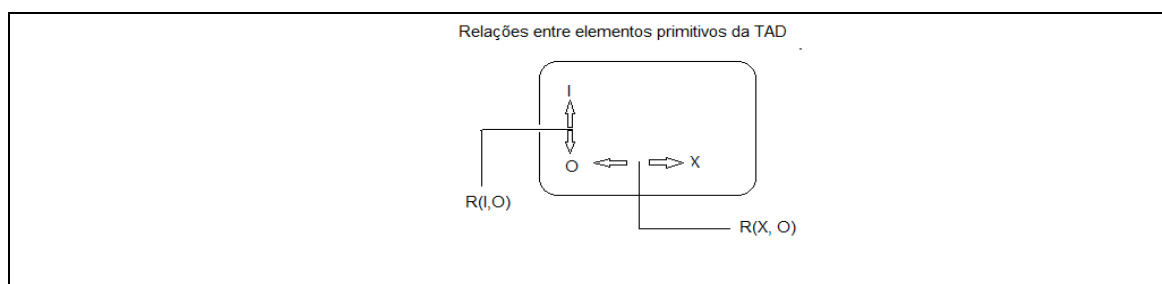 Relações entre elementos primitivos da TAD
I
O X
R(I,O)
R(X, O)